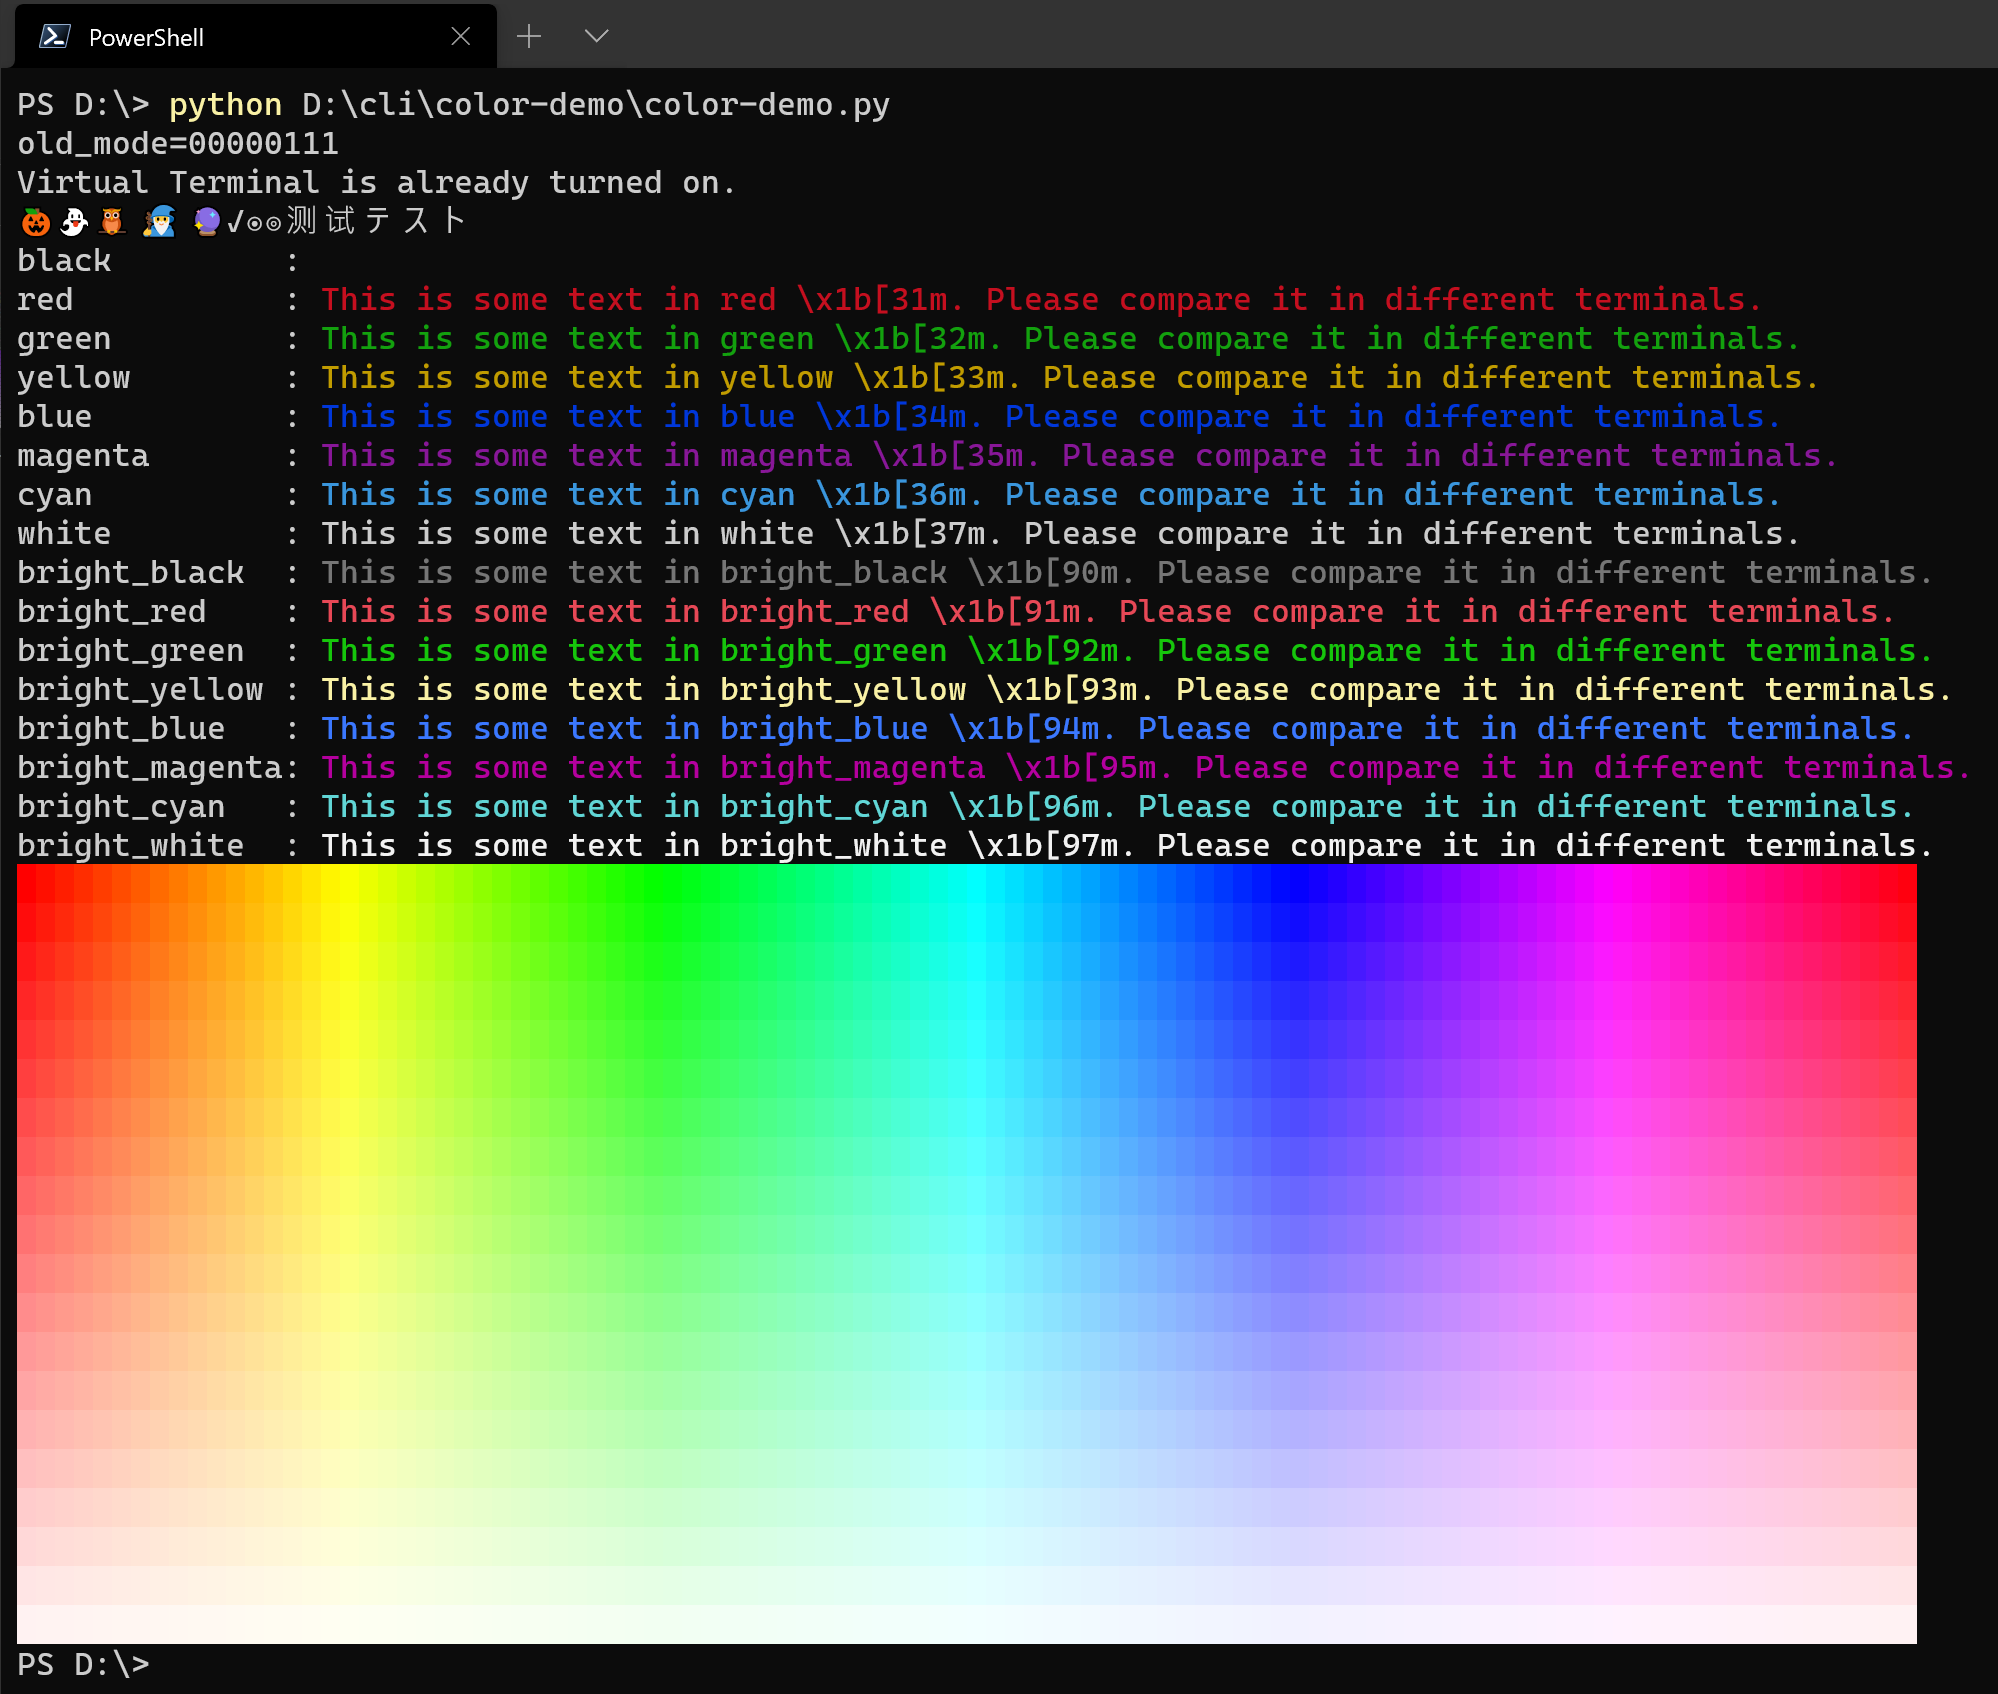 PowerShell
PS D:\> python D:\cli\color-demo\color-demo.py
old_mode=00000111
Virtual Terminal is already turned on.
🎃👻🦉 🧙‍♂️ 🔮√⊙⊚测试テスト
black         :
red           : This is some text in red \x1b[31m. Please compare it in different terminals.
green         : This is some text in green \x1b[32m. Please compare it in different terminals.
yellow        : This is some text in yellow \x1b[33m. Please compare it in different terminals.
blue          : This is some text in blue \x1b[34m. Please compare it in different terminals.
magenta       : This is some text in magenta \x1b[35m. Please compare it in different terminals.
cyan          : This is some text in cyan \x1b[36m. Please compare it in different terminals.
white         : This is some text in white \x1b[37m. Please compare it in different terminals.
bright_black  : This is some text in bright_black \x1b[90m. Please compare it in different terminals.
bright_red    : This is some text in bright_red \x1b[91m. Please compare it in different terminals.
bright_green  : This is some text in bright_green \x1b[92m. Please compare it in different terminals.
bright_yellow : This is some text in bright_yellow \x1b[93m. Please compare it in different terminals.
bright_blue   : This is some text in bright_blue \x1b[94m. Please compare it in different terminals.
bright_magenta: This is some text in bright_magenta \x1b[95m. Please compare it in different terminals.
bright_cyan   : This is some text in bright_cyan \x1b[96m. Please compare it in different terminals.
bright_white  : This is some text in bright_white \x1b[97m. Please compare it in different terminals.
PS D:\>